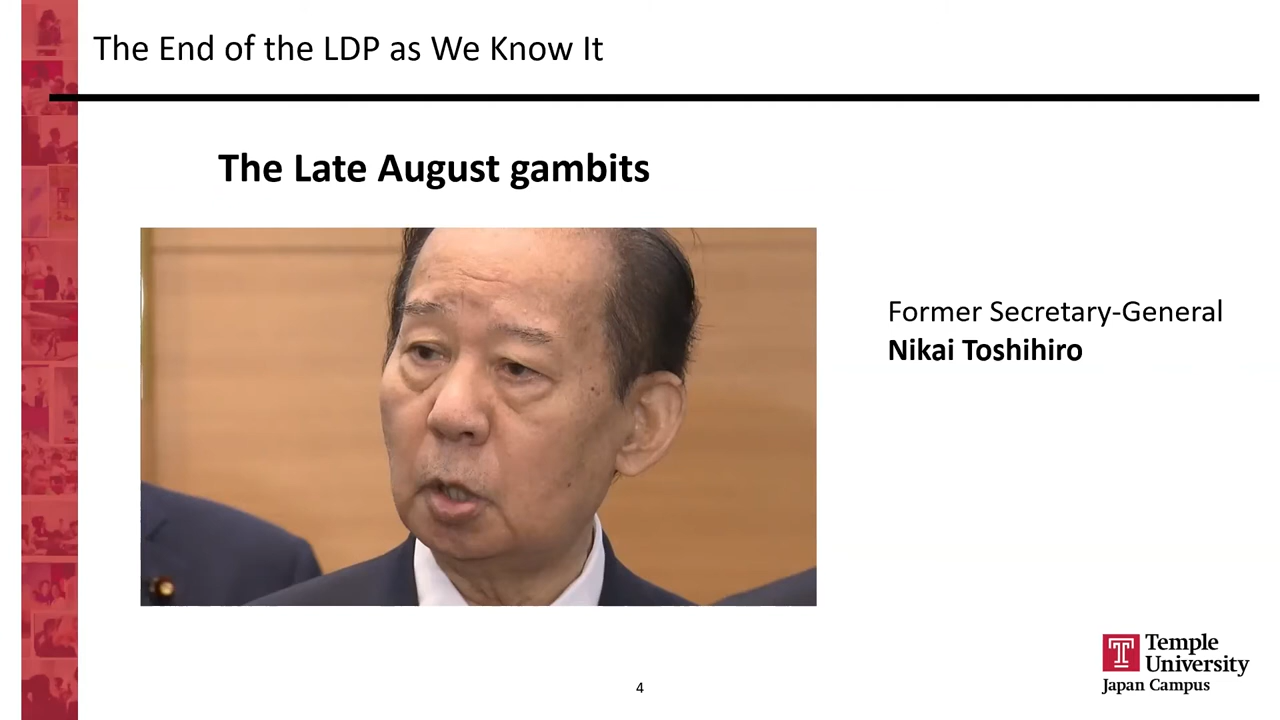 The End of the LDP as We Know It
The Late August gambits
Former Secretary-General
Nikai Toshihiro
Temple
University
Japan Campus
4